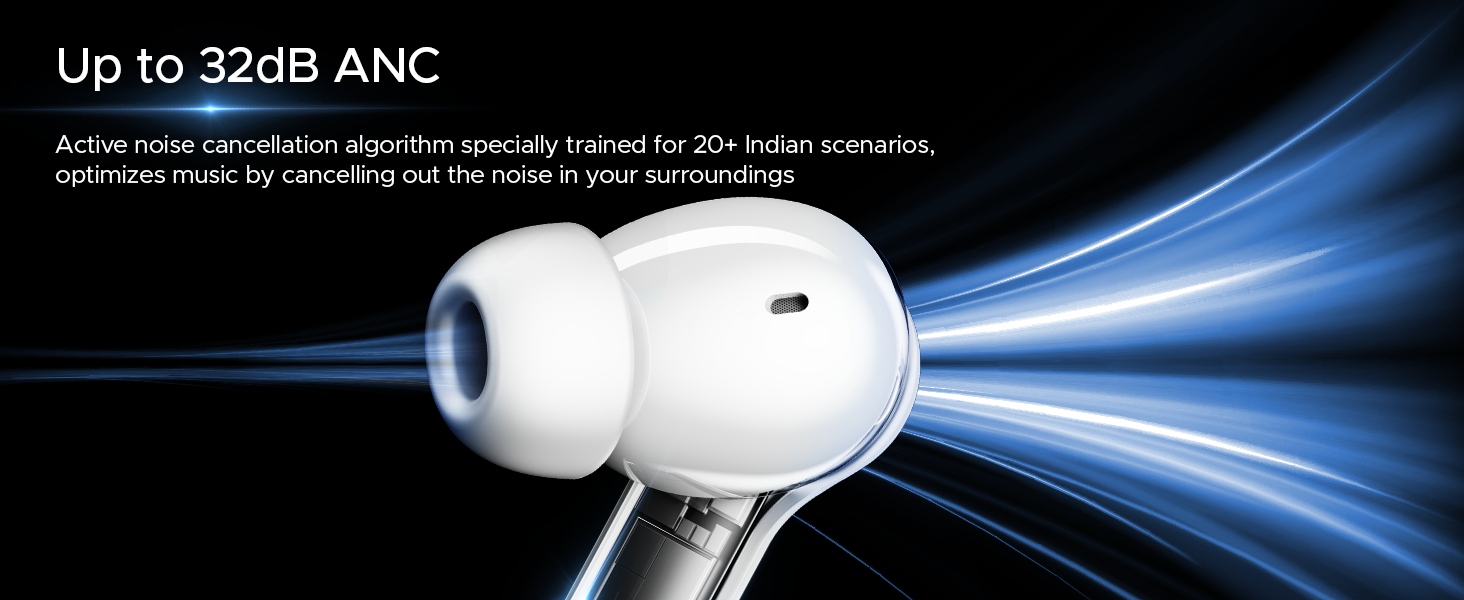 Up to 32dB ANC
Active noise cancellation algorithm specially trained for 20+ Indian scenarios,
optimizes music by cancelling out the noise in your surroundings